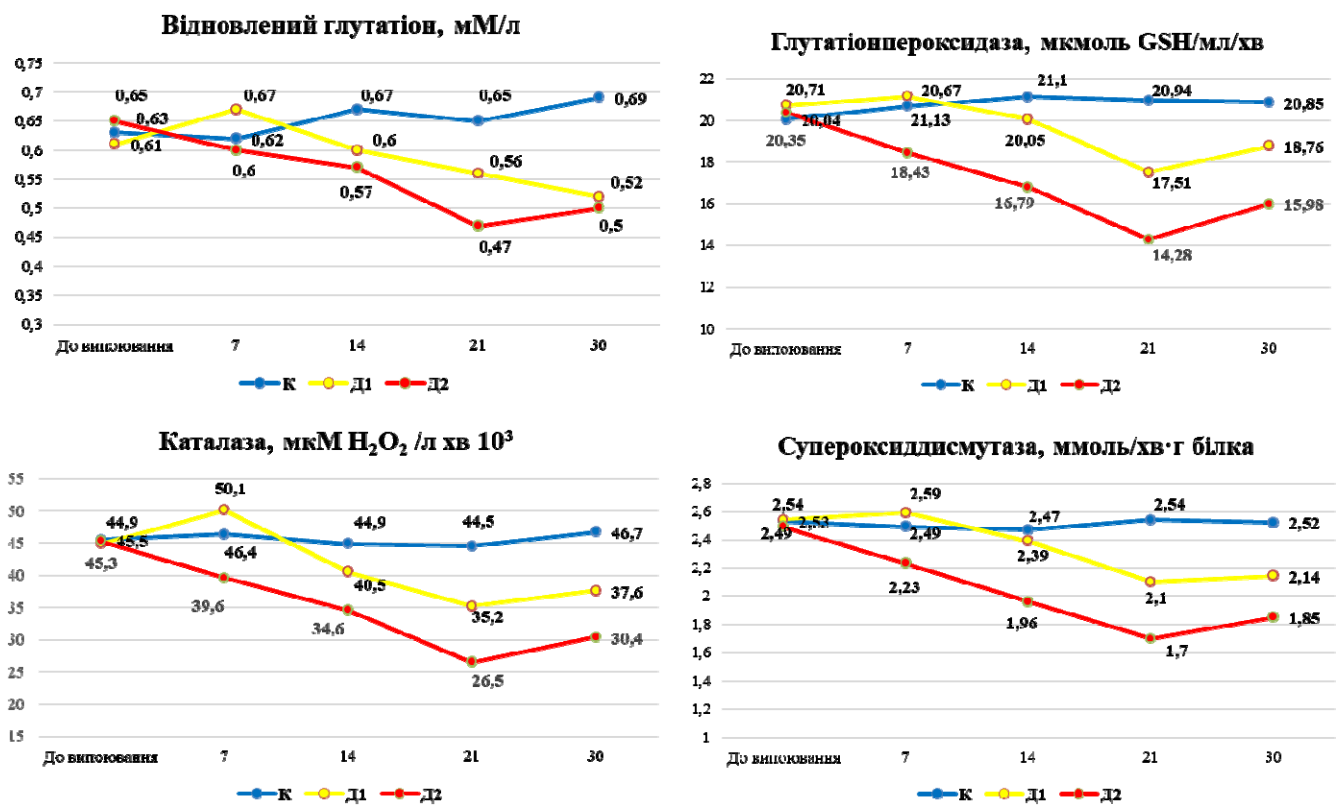 Відновлений глутатіон, мМ/л
0,75
0,7
0,65
0,6
0,55
0,5
0,45
0,4
0,35
0,3
0,65 0,67 0,67 0,65 0,69
0,63 0,62 0,6 0,56 0,52
0,61 0,6 0,57 0,47 0,5
До випоювання 7 14 21 30
К Д1 Д2
Глутатіонпероксидаза, мкмоль GSH/мл/хв
22
20
18
16
14
12
10
20,71 20,67 21,1 20,94 20,85
20,04 21,13 20,05 17,51 18,76
20,35 18,43 16,79 14,28 15,98
До випоювання 7 14 21 30
К Д1 Д2
Каталаза, мкМ H₂O₂ /л хв 10³
55
50
45
40
35
30
25
20
15
44,9 50,1 44,9 44,5 46,7
45,5 46,4 40,5 35,2 37,6
45,3 39,6 34,6 26,5 30,4
До випоювання 7 14 21 30
К Д1 Д2
Супероксиддисмутаза, ммоль/хв·г білка
2,8
2,6
2,4
2,2
2
1,8
1,6
1,4
1,2
1
2,54 2,59 2,47 2,54 2,52
2,49 2,39 2,1 2,14
2,49 2,23 1,96 1,7 1,85
До випоювання 7 14 21 30
К Д1 Д2